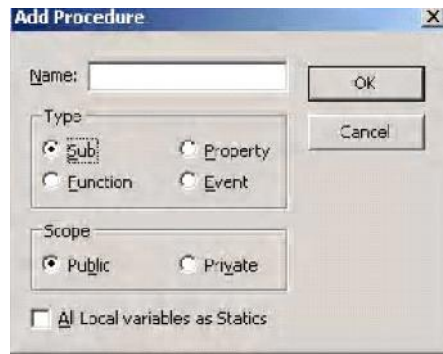 Add Procedure
Name:
OK
Cancel
Type
Sub
Property
Function
Event
Scope
Public
Private
All Local variables as Statics